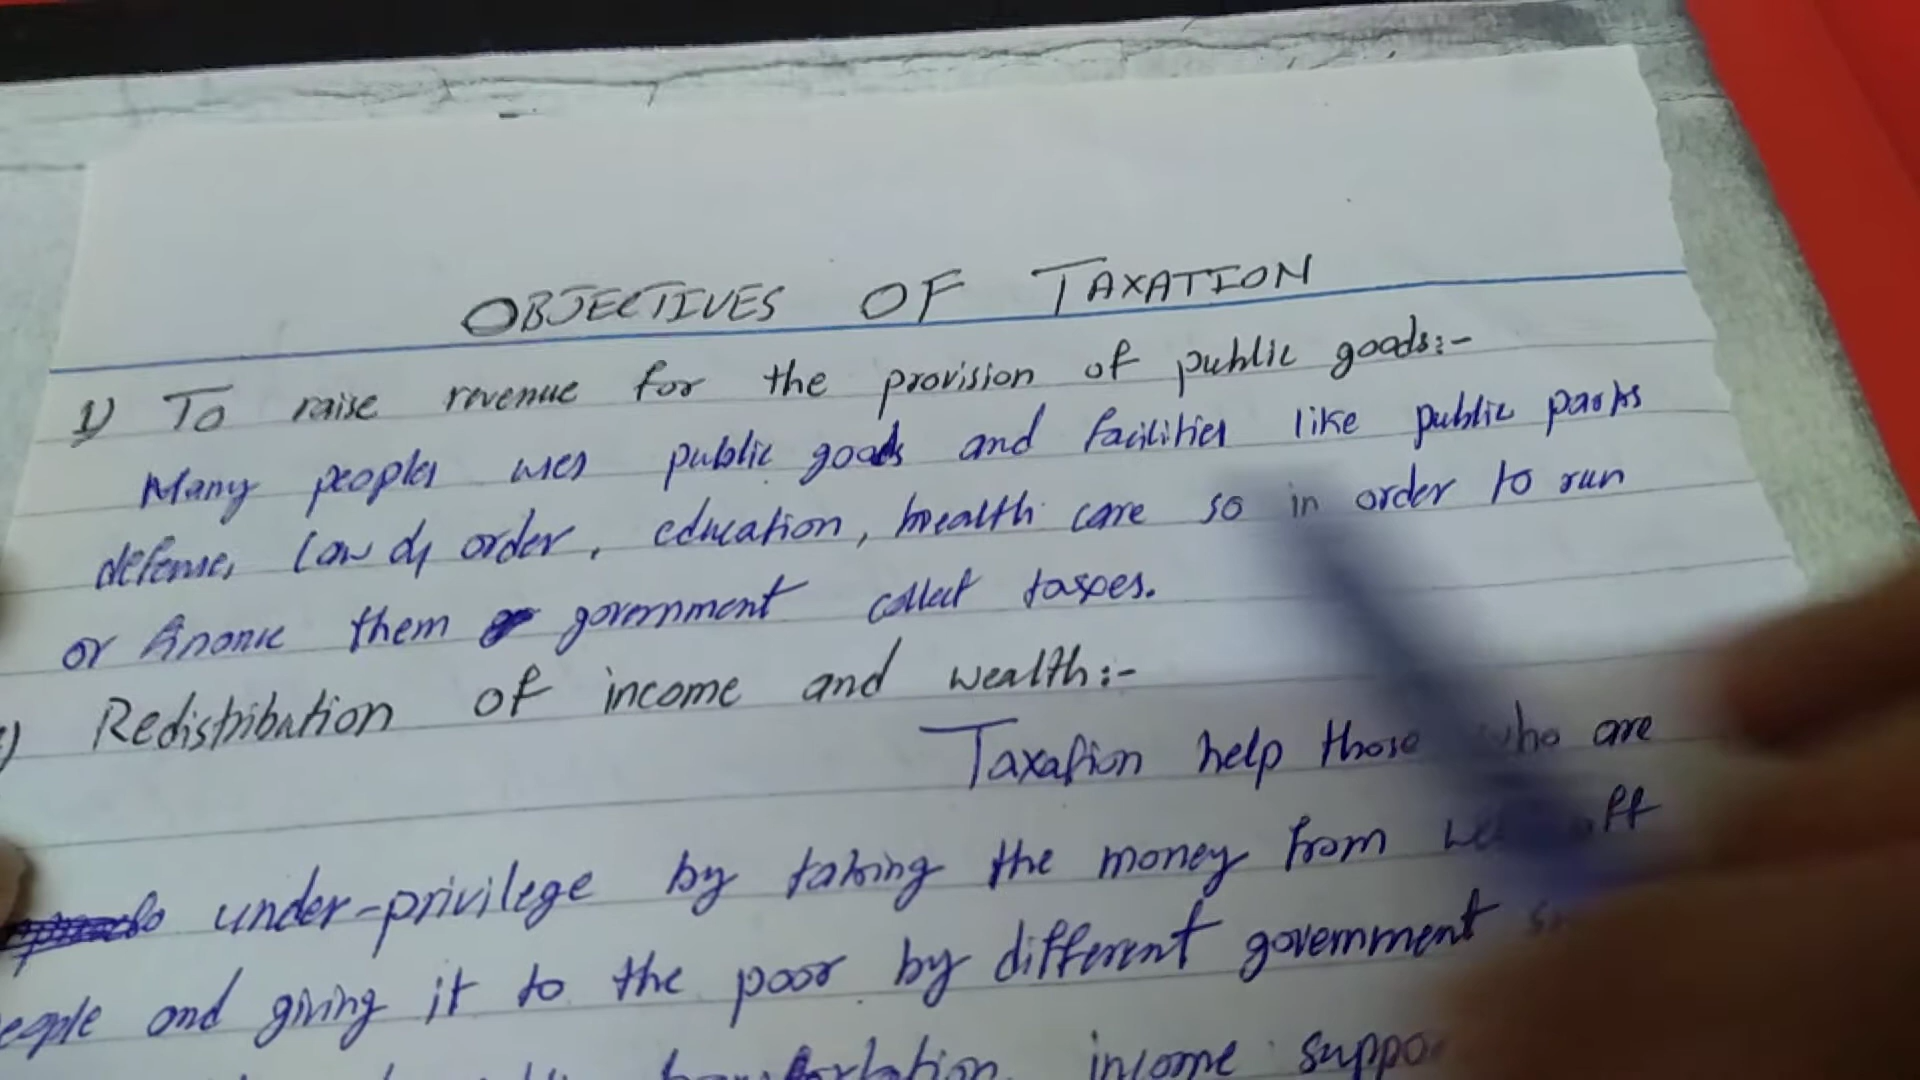 OBJECTIVES OF TAXATION
1) To raise revenue for the provision of public goods:-
Many peoples uses public goods and facilities like public parks
defense, law & order, education, health care so in order to run
or finance them government collect taxes.
) Redistribution of income and wealth:-
Taxation help those who are
under-privilege by taking the money from off
eople and giving it to the poor by different government
income suppo